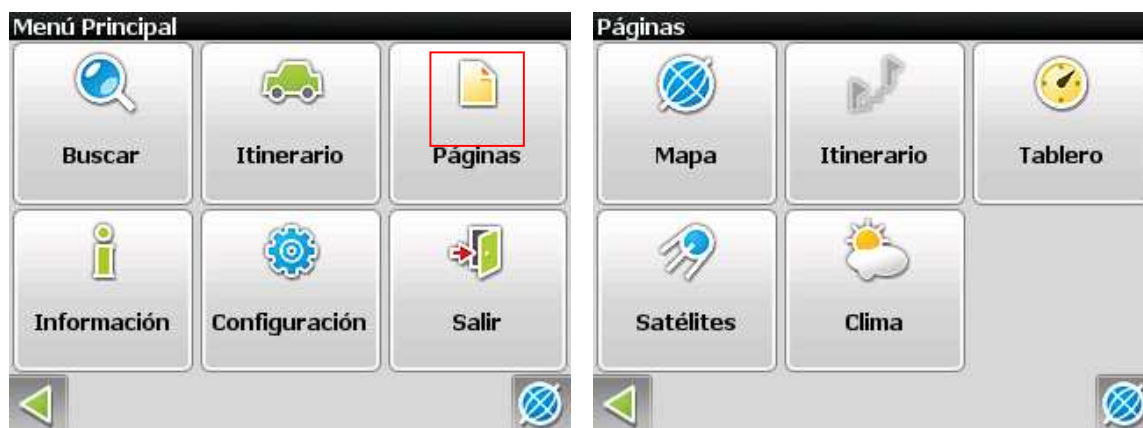 Menú Principal
Buscar
Itinerario
Páginas
Información
Configuración
Salir
Páginas
Mapa
Itinerario
Tablero
Satélites
Clima